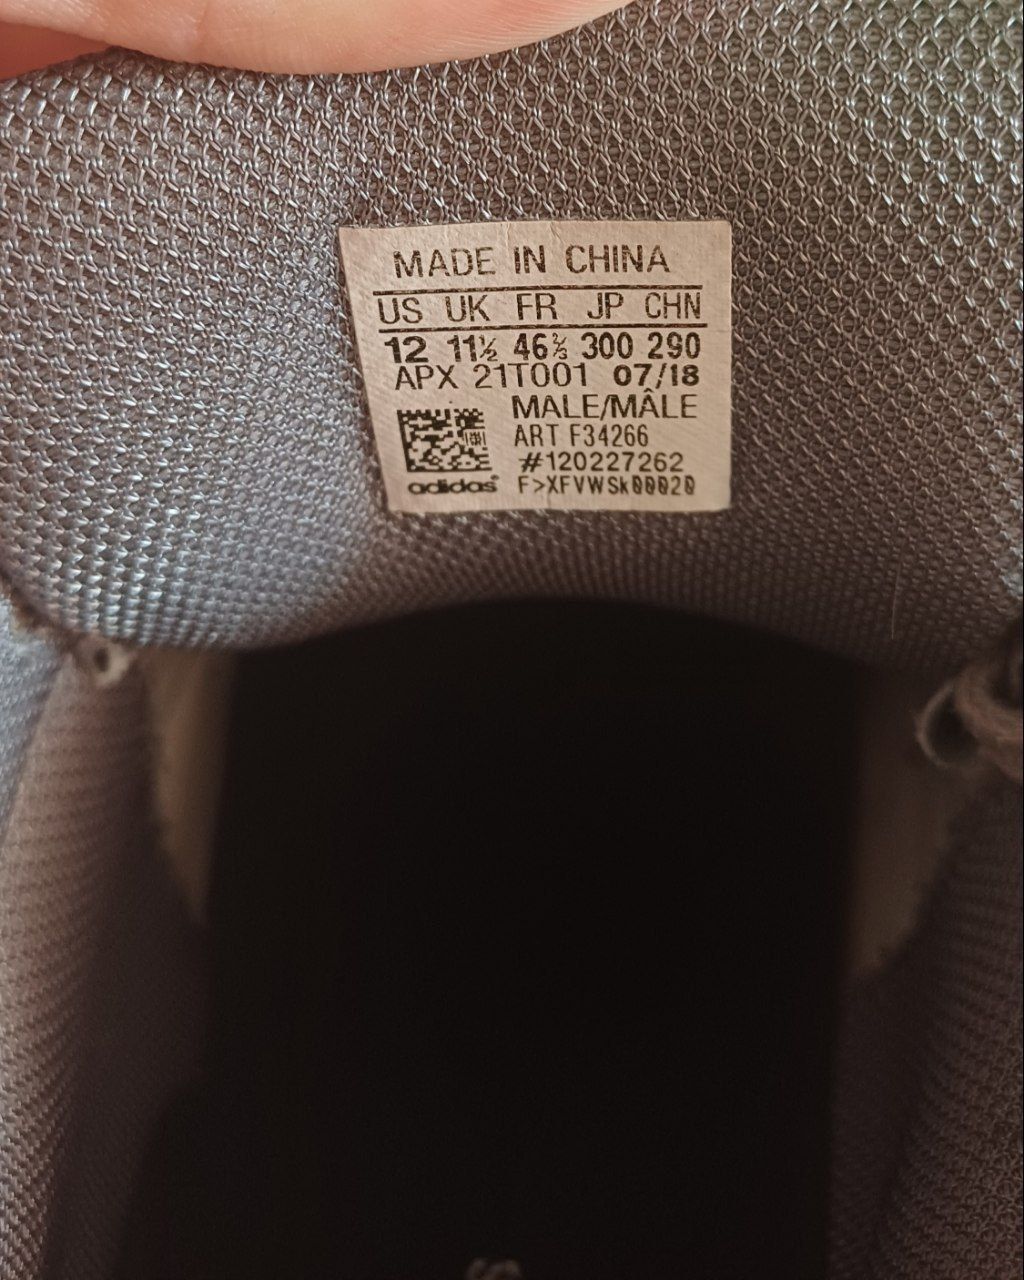 MADE IN CHINA
US UK FR JP CHN
12 11½ 46⅔ 300 290
APX 21T001 07/18
MALE/MÂLE
ART F34266
#120227262
adidas® F>XFVWSk00020
S